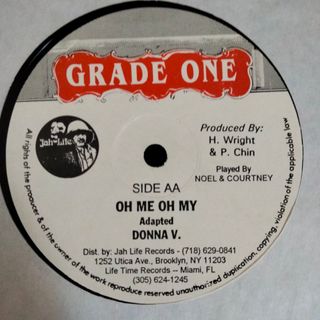 GRADE ONE
Jah Life
Produced By:
H. Wright
& P. Chin
Played By
NOEL & COURTNEY
SIDE AA
OH ME OH MY
Adapted
DONNA V.
Dist. by: Jah Life Records - (718) 629-0841
1252 Utica Ave., Brooklyn, NY 11203
Life Time Records -- Miami, FL
(305) 624-1245
All rights of the producer & of the owner of the work reproduce reserved unauthorized duplication, copying, violation of the applicable law